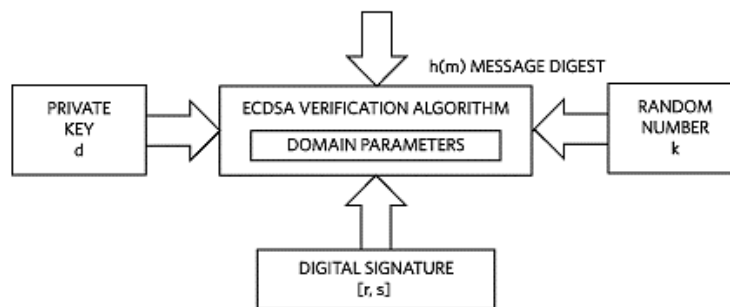 h(m) MESSAGE DIGEST
PRIVATE
KEY
d
ECDSA VERIFICATION ALGORITHM
DOMAIN PARAMETERS
RANDOM
NUMBER
k
DIGITAL SIGNATURE
[r, s]